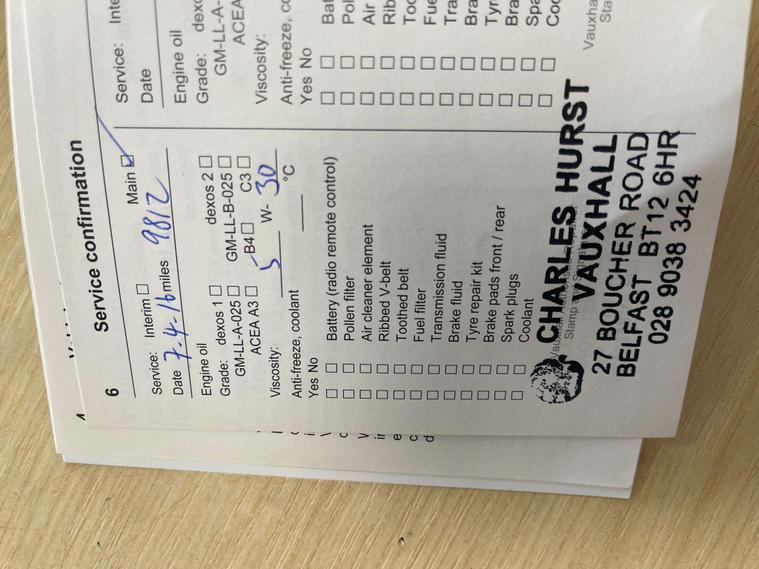 6 Service confirmation
Service: Interim Main
Date 7-4-16 miles 9812
Engine oil
Grade: dexos 1 dexos 2
GM-LL-A-025 GM-LL-B-025
ACEA A3 B4 C3
Viscosity: 5 W- 30
Anti-freeze, coolant °C
Yes No
Battery (radio remote control)
Pollen filter
Air cleaner element
Ribbed V-belt
Toothed belt
Fuel filter
Transmission fluid
Brake fluid
Tyre repair kit
Brake pads front / rear
Spark plugs
Coolant
CHARLES HURST
VAUXHALL
27 BOUCHER ROAD
BELFAST BT12 6HR
028 9038 3424
Service: Inte
Date
Engine oil
Grade: dexo
GM-LL-A-
ACEA
Viscosity:
Anti-freeze, co
Yes No
Bat
Pol
Air
Rib
Too
Fue
Tra
Bra
Tyr
Bra
Spa
Coo
Vauxha
Sta